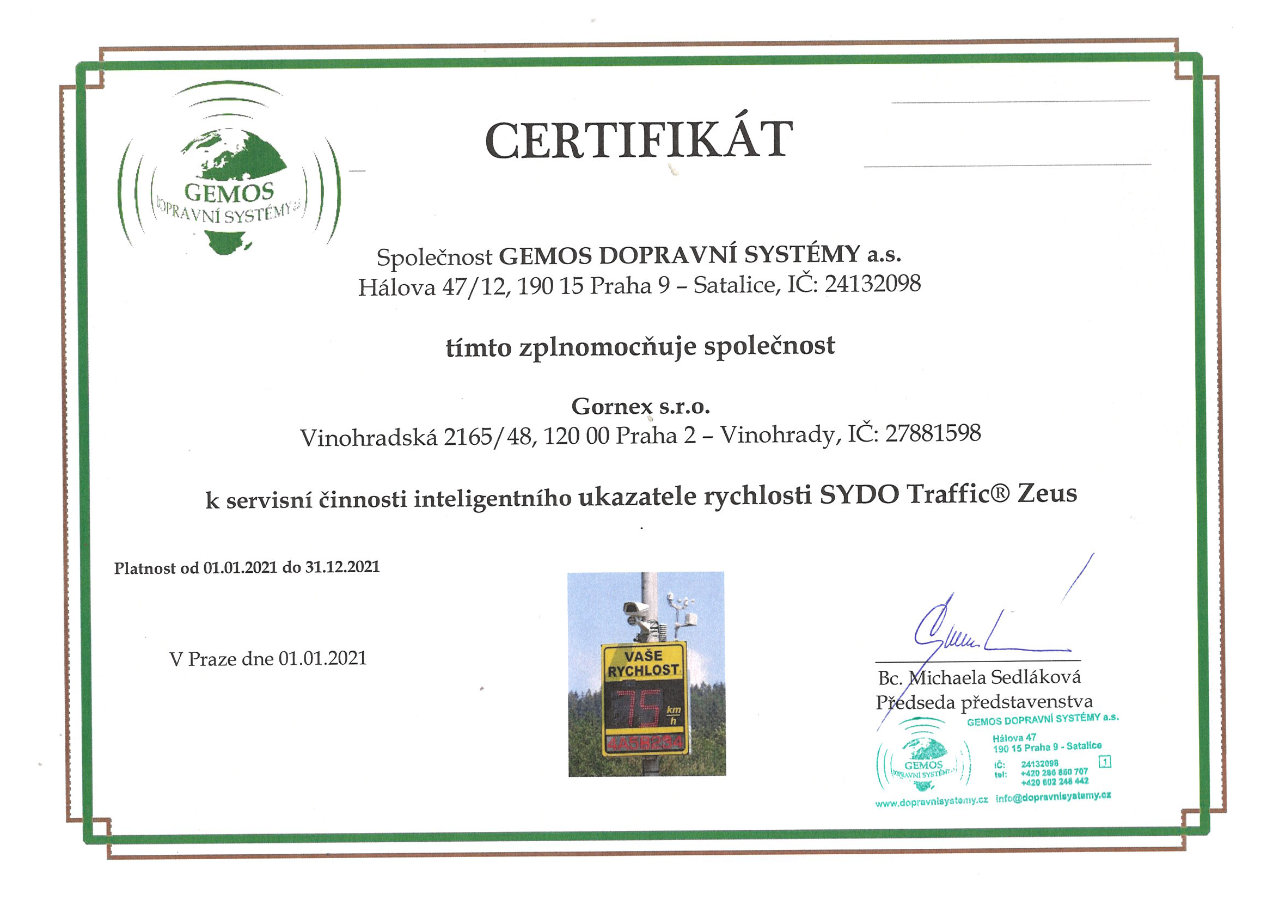 CERTIFIKÁT
GEMOS
DOPRAVNÍ SYSTÉMY a.s.
Společnost GEMOS DOPRAVNÍ SYSTÉMY a.s.
Hálova 47/12, 190 15 Praha 9 – Satalice, IČ: 24132098
tímto zplnomocňuje společnost
Gornex s.r.o.
Vinohradská 2165/48, 120 00 Praha 2 – Vinohrady, IČ: 27881598
k servisní činnosti inteligentního ukazatele rychlosti SYDO Traffic® Zeus
Platnost od 01.01.2021 do 31.12.2021
V Praze dne 01.01.2021
VAŠE
RYCHLOST
75 km
h
Bc. Michaela Sedláková
Předseda představenstva
GEMOS DOPRAVNÍ SYSTÉMY a.s.
Hálova 47
190 15 Praha 9 - Satalice
IČ: 24132098 1
tel: +420 286 850 707
+420 602 248 442
GEMOS
DOPRAVNÍ SYSTÉMY
www.dopravnisystemy.cz info@dopravnisystemy.cz